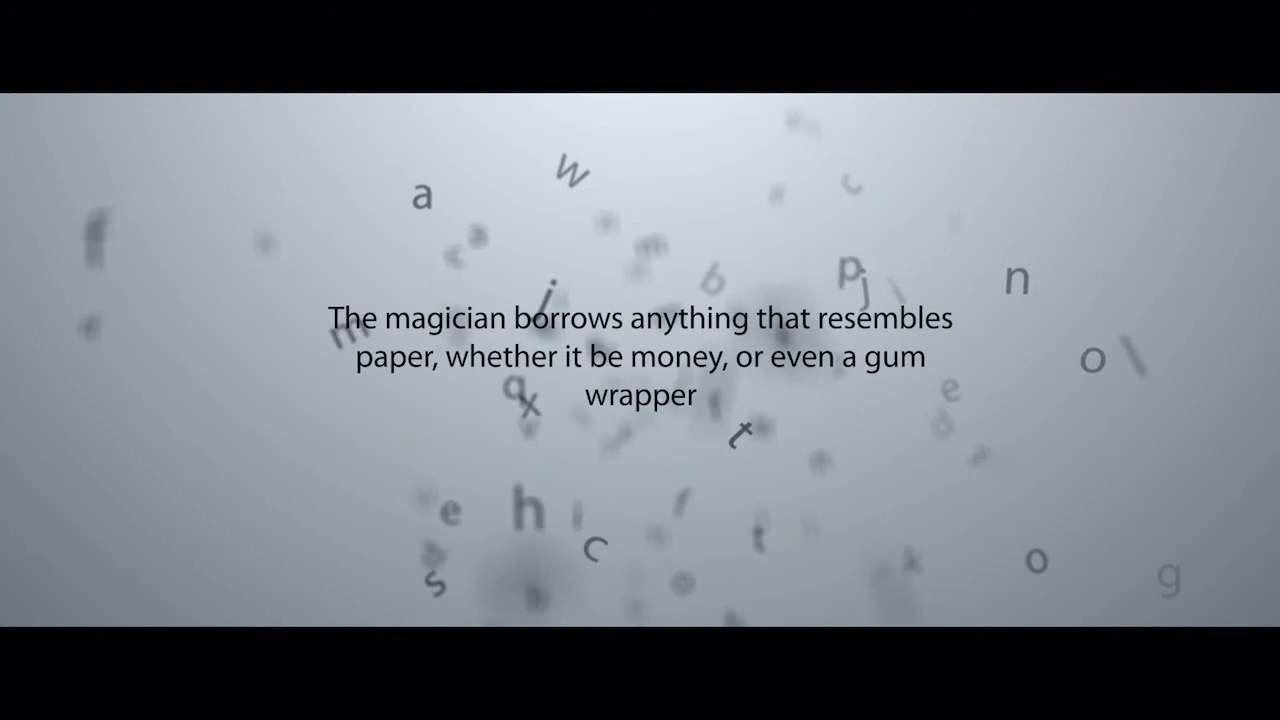 The magician borrows anything that resembles
paper, whether it be money, or even a gum
wrapper